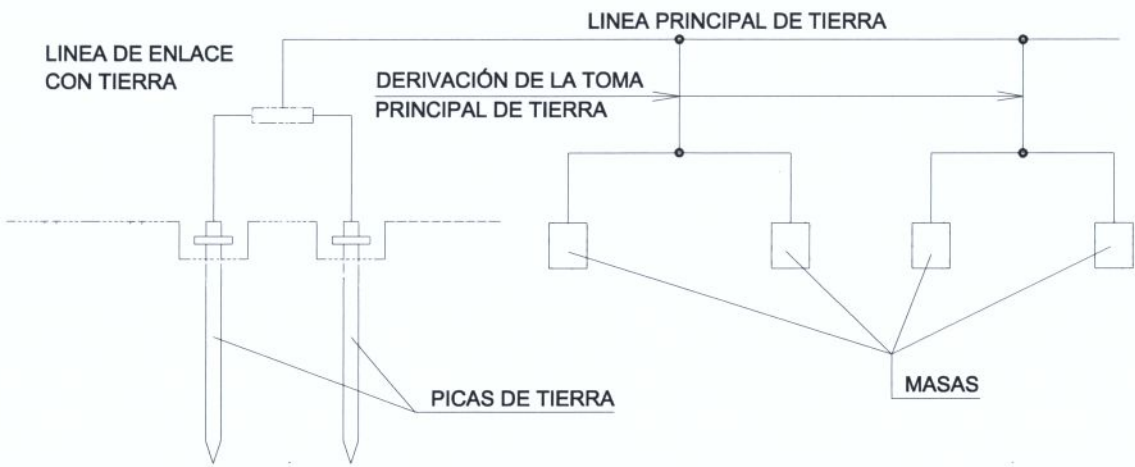 LINEA PRINCIPAL DE TIERRA
LINEA DE ENLACE
CON TIERRA
DERIVACIÓN DE LA TOMA
PRINCIPAL DE TIERRA
PICAS DE TIERRA
MASAS